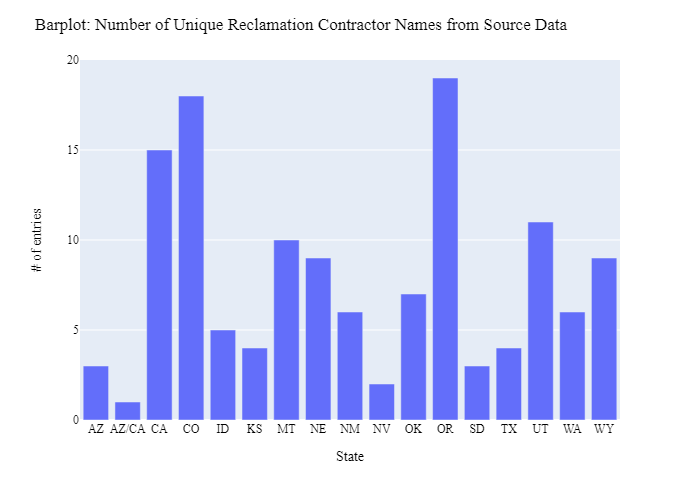 Barplot: Number of Unique Reclamation Contractor Names from Source Data
20
15
10
5
0
# of entries
AZ AZ/CA CA CO ID KS MT NE NM NV OK OR SD TX UT WA WY
State